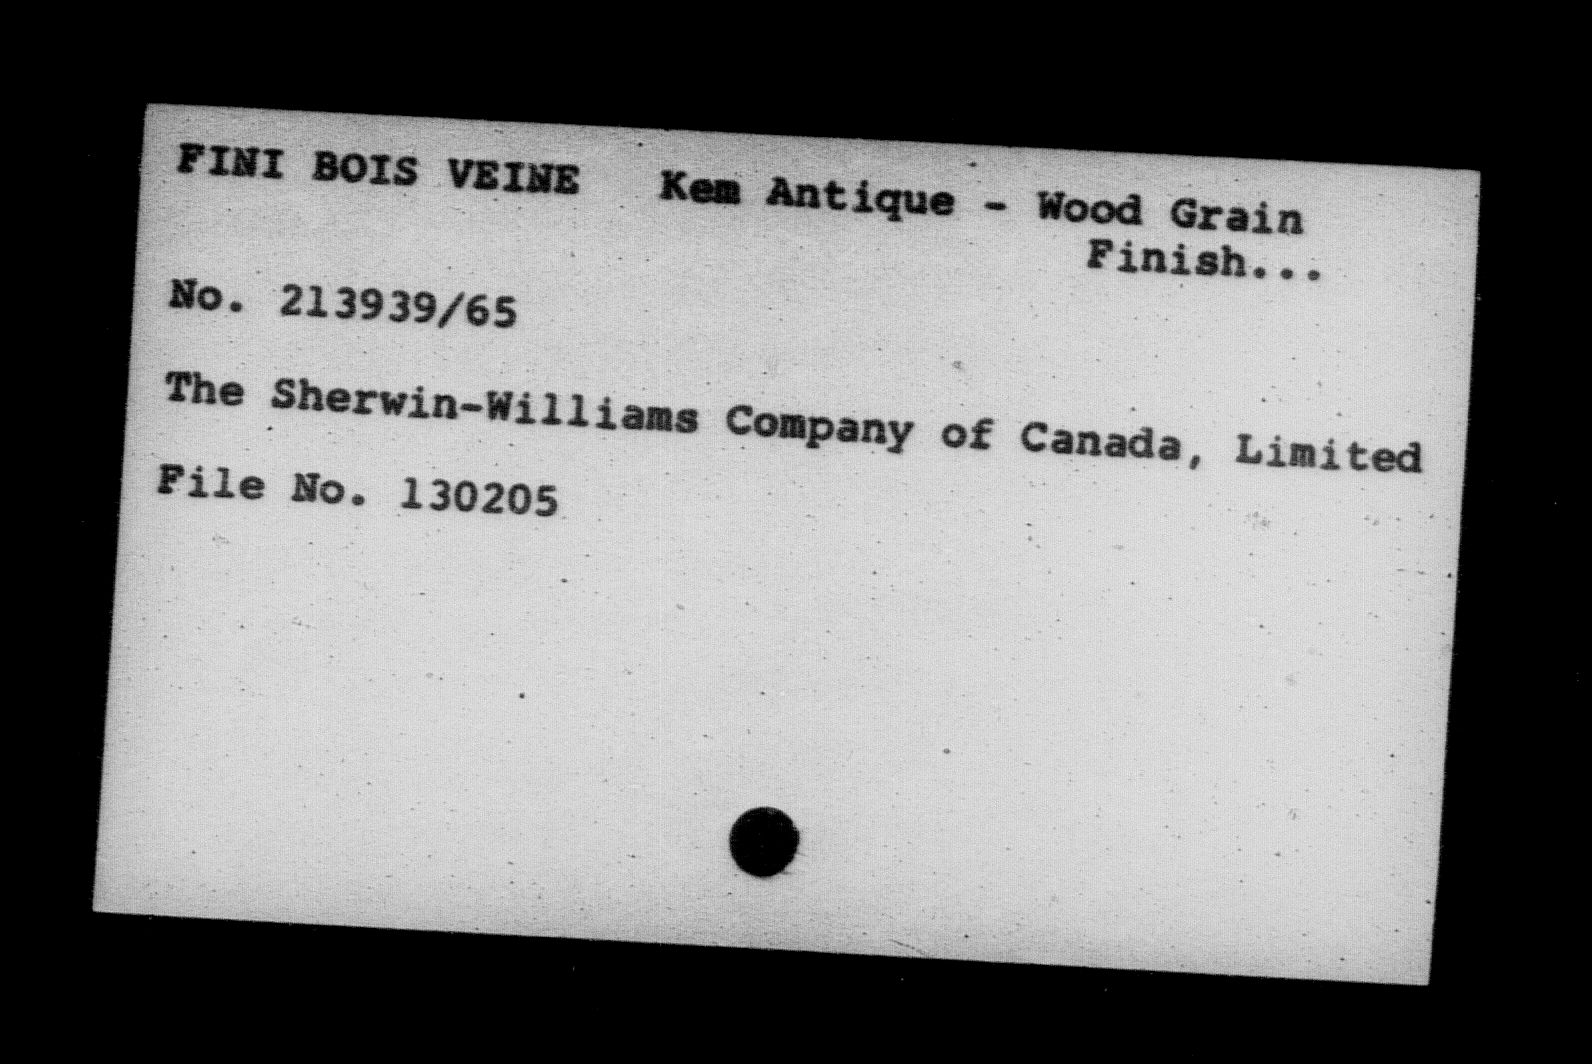 FINI BOIS VEINE Kem Antique - Wood Grain
Finish...
No. 213939/65
The Sherwin-Williams Company of Canada, Limited
File No. 130205